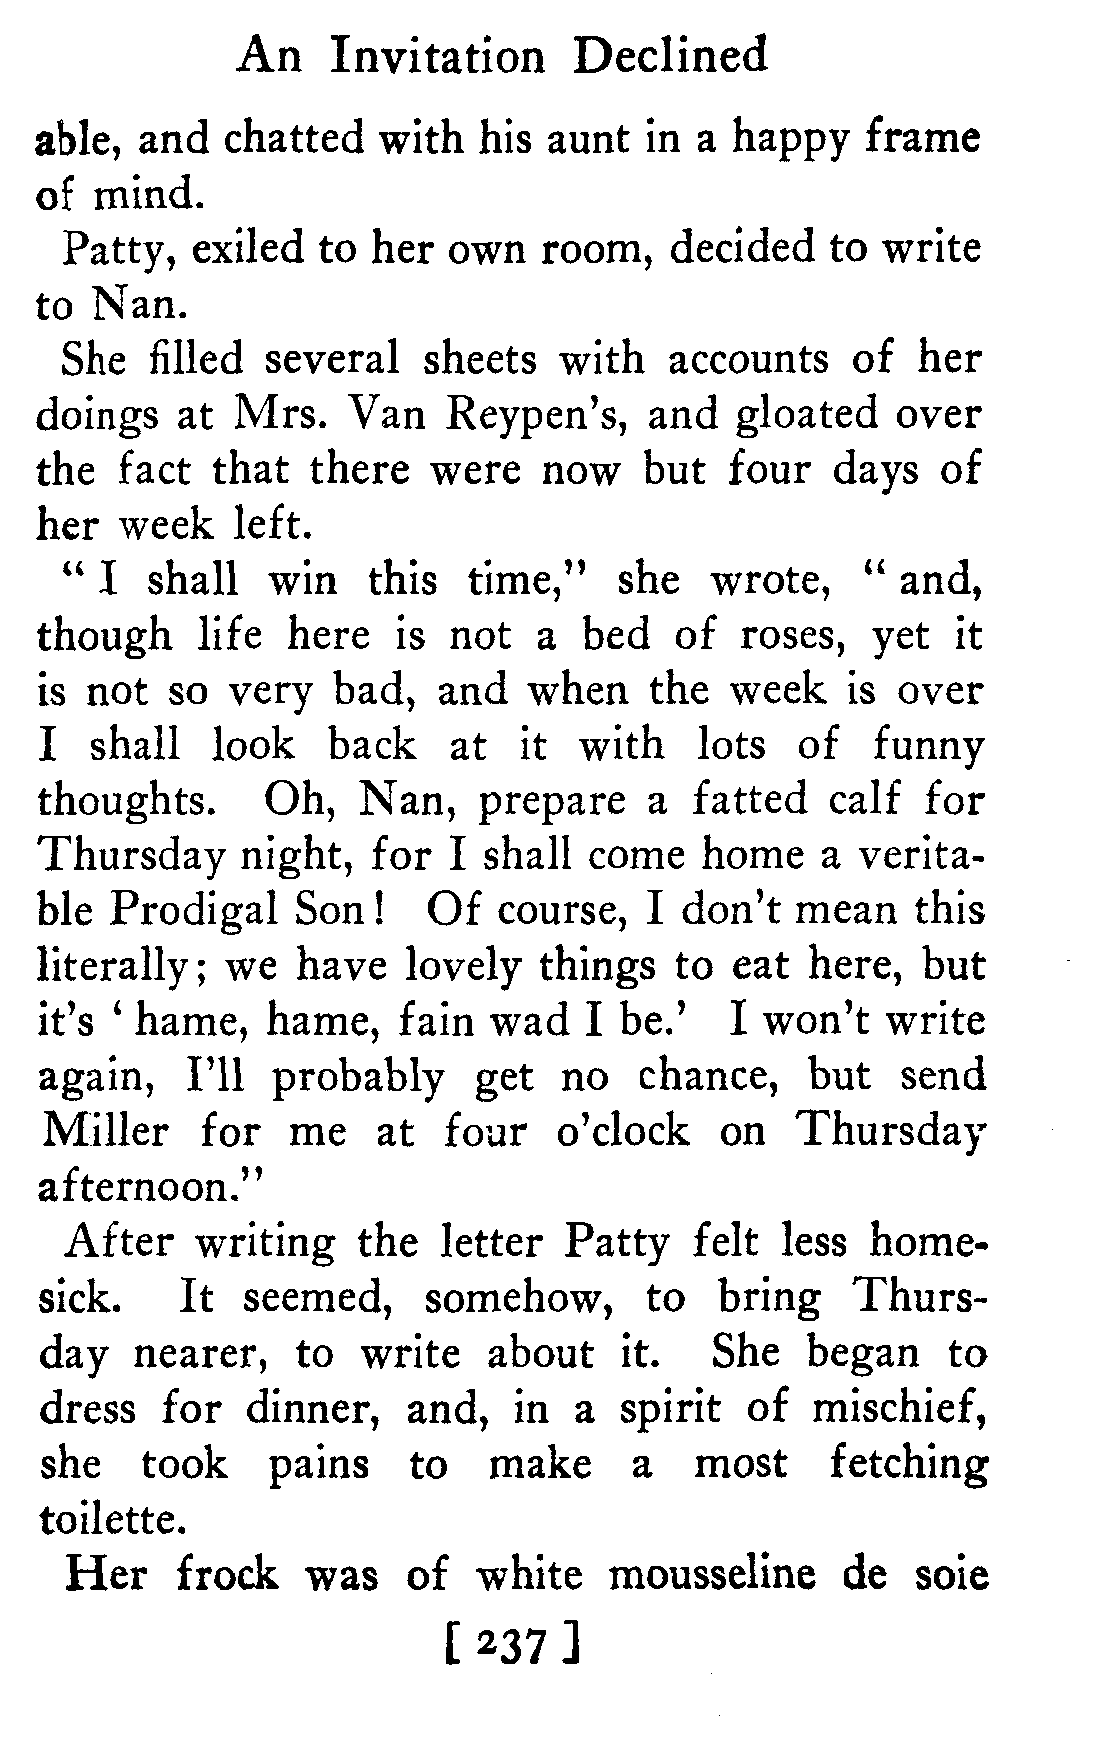 An Invitation Declined
able, and chatted with his aunt in a happy frame
of mind.
Patty, exiled to her own room, decided to write
to Nan.
She filled several sheets with accounts of her
doings at Mrs. Van Reypen's, and gloated over
the fact that there were now but four days of
her week left.
" I shall win this time," she wrote, " and,
though life here is not a bed of roses, yet it
is not so very bad, and when the week is over
I shall look back at it with lots of funny
thoughts. Oh, Nan, prepare a fatted calf for
Thursday night, for I shall come home a verita-
ble Prodigal Son! Of course, I don't mean this
literally; we have lovely things to eat here, but
it's ' hame, hame, fain wad I be.' I won't write
again, I'll probably get no chance, but send
Miller for me at four o'clock on Thursday
afternoon."
After writing the letter Patty felt less home-
sick. It seemed, somehow, to bring Thurs-
day nearer, to write about it. She began to
dress for dinner, and, in a spirit of mischief,
she took pains to make a most fetching
toilette.
Her frock was of white mousseline de soie
[ 237 ]